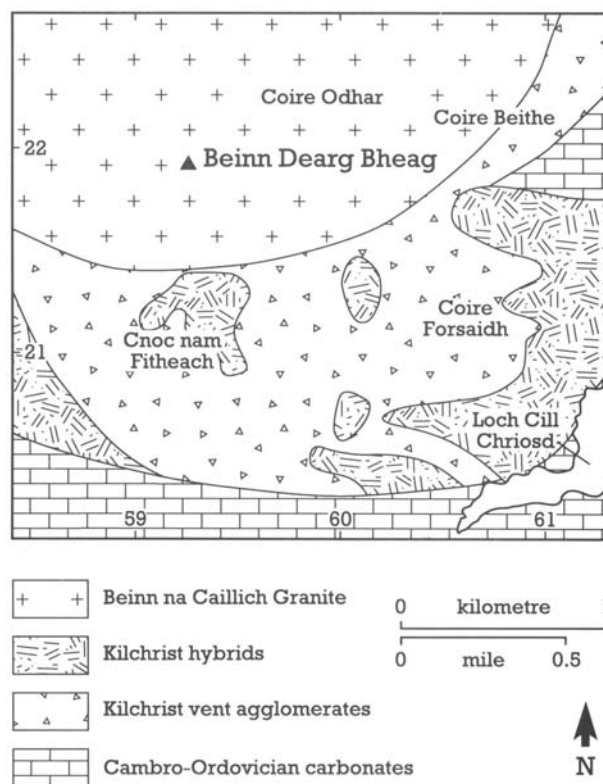 Coire Odhar
Coire Beithe
22
Beinn Dearg Bheag
Coire
Forsaidh
Cnoc nam
Fitheach
21
Loch Cill
Chriosd
59
60
61
Beinn na Caillich Granite
0 kilometre
Kilchrist hybrids
0 mile 0.5
Kilchrist vent agglomerates
Cambro-Ordovician carbonates
N